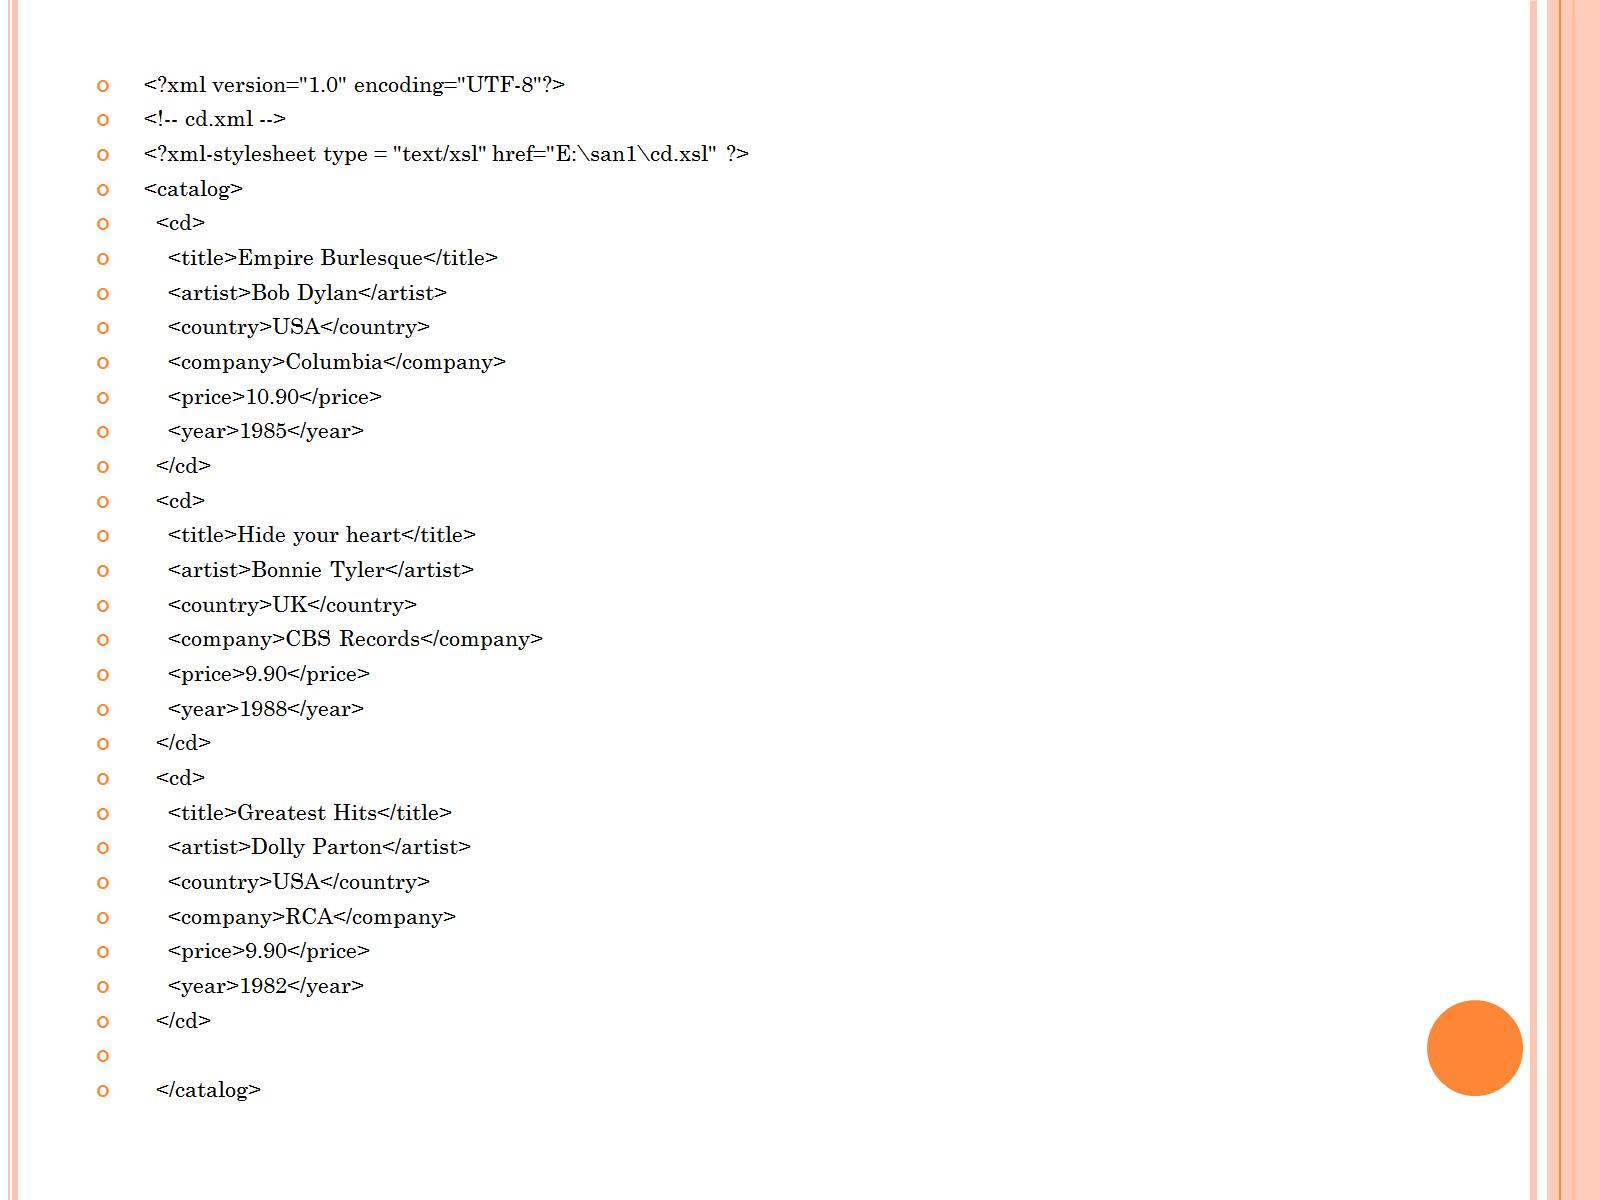 <?xml version="1.0" encoding="UTF-8"?>
<!-- cd.xml -->
<?xml-stylesheet type = "text/xsl" href="E:\san1\cd.xsl" ?>
<catalog>
<cd>
<title>Empire Burlesque</title>
<artist>Bob Dylan</artist>
<country>USA</country>
<company>Columbia</company>
<price>10.90</price>
<year>1985</year>
</cd>
<cd>
<title>Hide your heart</title>
<artist>Bonnie Tyler</artist>
<country>UK</country>
<company>CBS Records</company>
<price>9.90</price>
<year>1988</year>
</cd>
<cd>
<title>Greatest Hits</title>
<artist>Dolly Parton</artist>
<country>USA</country>
<company>RCA</company>
<price>9.90</price>
<year>1982</year>
</cd>
</catalog>